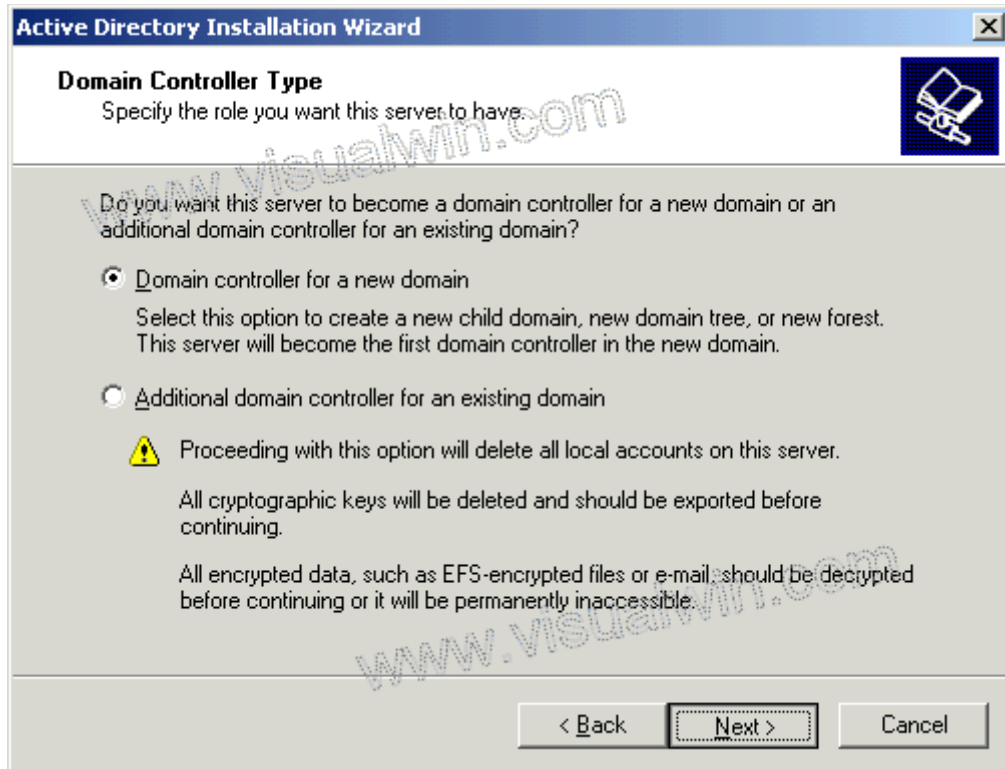 Active Directory Installation Wizard
Domain Controller Type
Specify the role you want this server to have.
www.visualwin.com
Do you want this server to become a domain controller for a new domain or an
additional domain controller for an existing domain?
Domain controller for a new domain
Select this option to create a new child domain, new domain tree, or new forest.
This server will become the first domain controller in the new domain.
Additional domain controller for an existing domain
Proceeding with this option will delete all local accounts on this server.
All cryptographic keys will be deleted and should be exported before
continuing.
All encrypted data, such as EFS-encrypted files or e-mail, should be decrypted
before continuing or it will be permanently inaccessible.
www.visualwin.com
< Back
Next >
Cancel